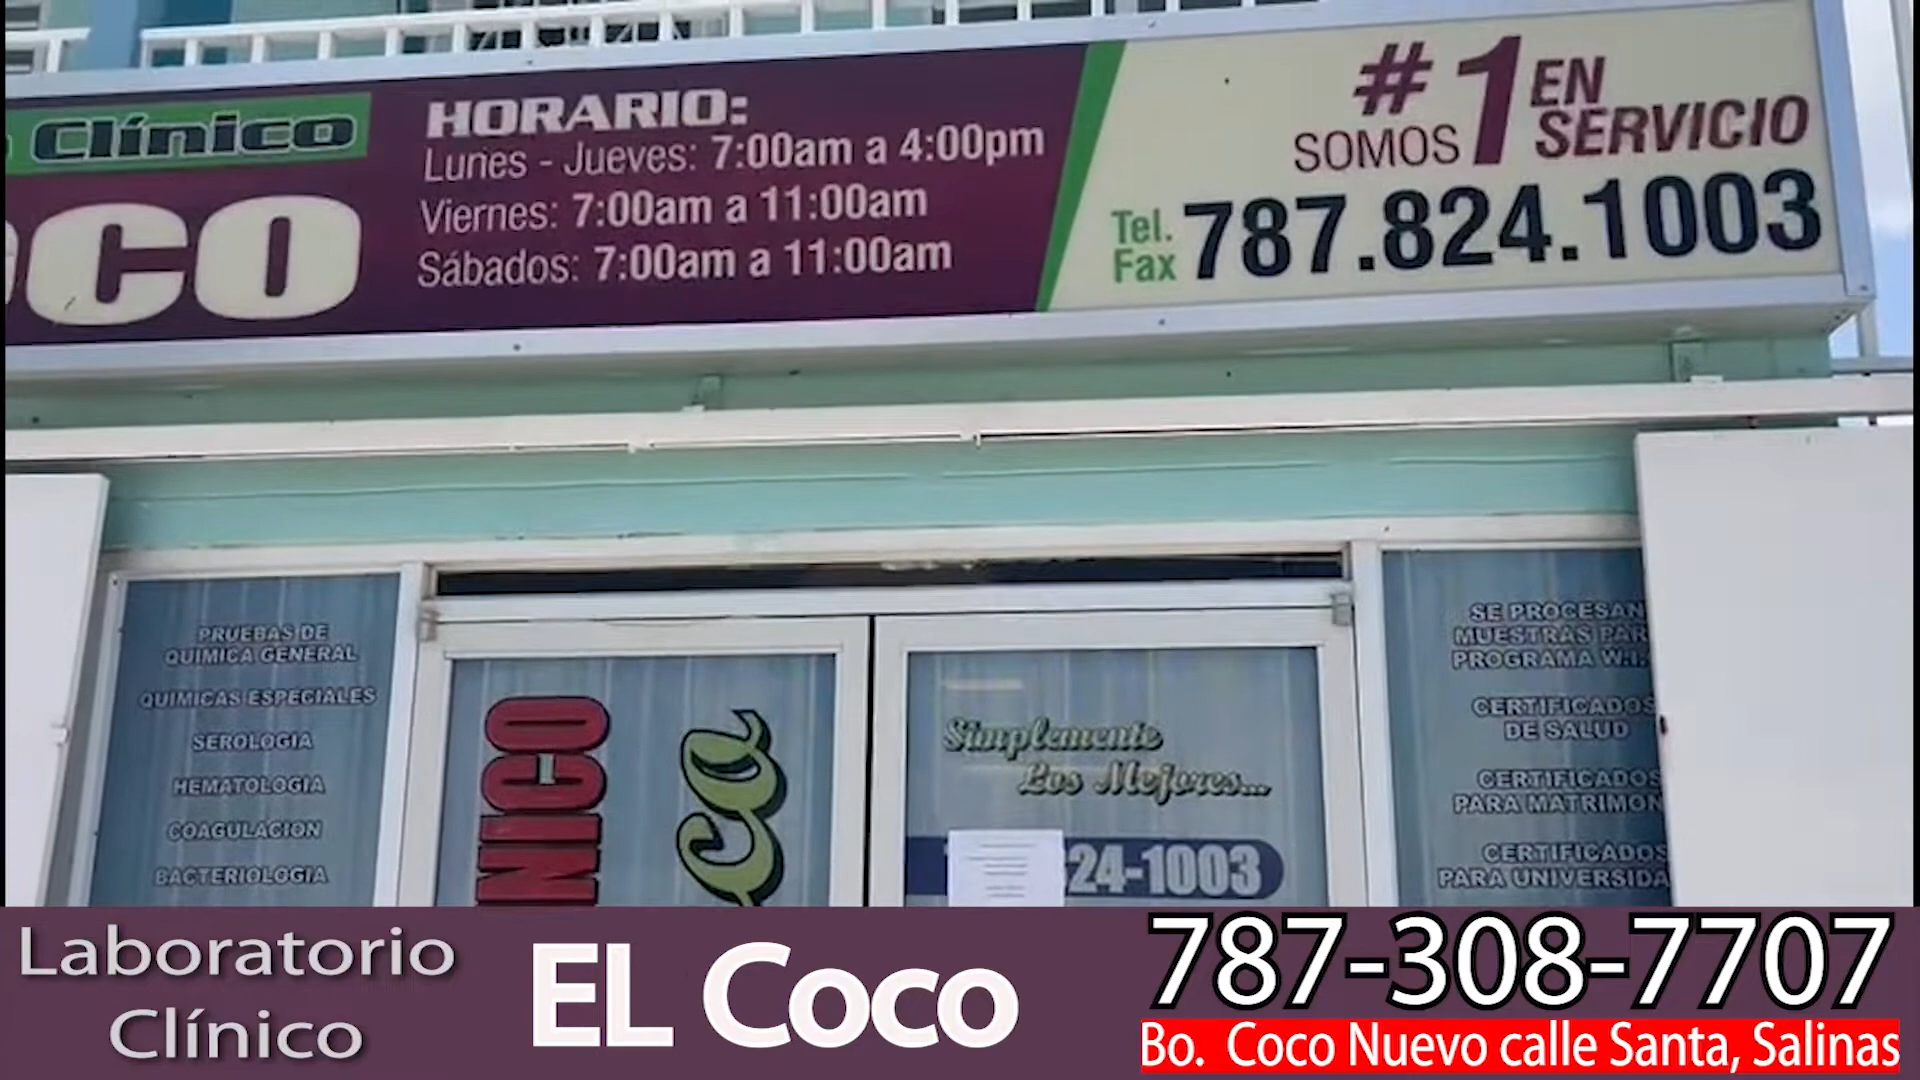 Clínico
CO
HORARIO:
Lunes - Jueves: 7:00am a 4:00pm
Viernes: 7:00am a 11:00am
Sábados: 7:00am a 11:00am
SOMOS #1 EN SERVICIO
Tel.
Fax
787.824.1003
PRUEBAS DE
QUIMICA GENERAL
QUIMICAS ESPECIALES
SEROLOGIA
HEMATOLOGIA
COAGULACION
BACTERIOLOGIA
NICO
Co
Simplemente
Los Mejores...
24-1003
SE PROCESAN
MUESTRAS PAR
PROGRAMA W.I.
CERTIFICADOS
DE SALUD
CERTIFICADOS
PARA MATRIMON
CERTIFICADOS
PARA UNIVERSIDA
Laboratorio
Clínico
EL Coco
787-308-7707
Bo. Coco Nuevo calle Santa, Salinas